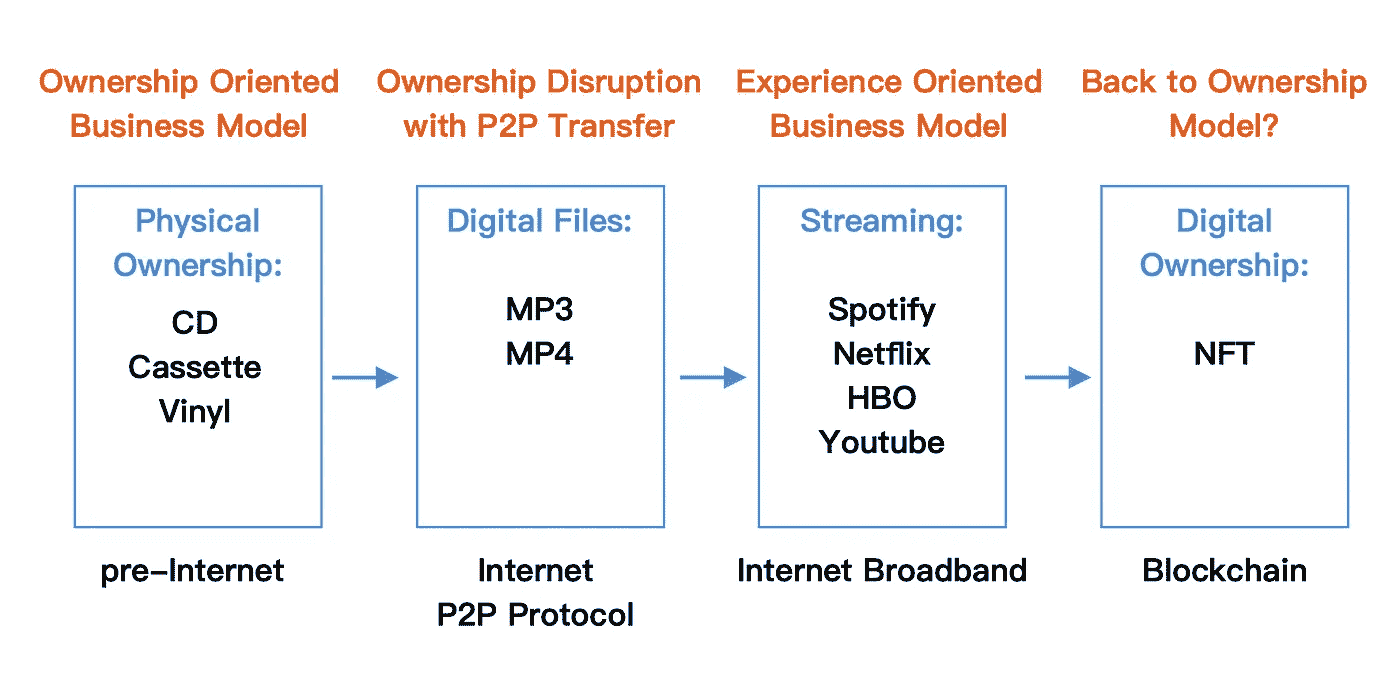 Ownership Oriented
Business Model
Physical
Ownership:
CD
Cassette
Vinyl
pre–Internet
Ownership Disruption
with P2P Transfer
Digital Files:
MP3
MP4
Internet
P2P Protocol
Experience Oriented
Business Model
Streaming:
Spotify
Netflix
HBO
Youtube
Internet Broadband
Back to Ownership
Model?
Digital
Ownership:
NFT
Blockchain